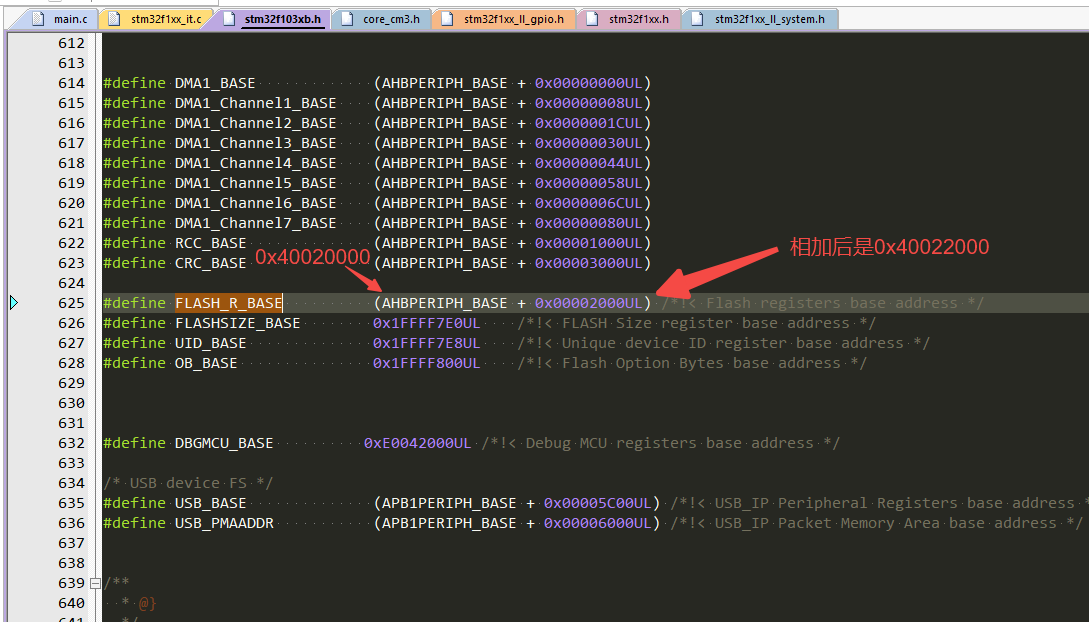 main.c stm32f1xx_it.c stm32f103xb.h core_cm3.h stm32f1xx_ll_gpio.h stm32f1xx.h stm32f1xx_ll_system.h
612
613
614 #define DMA1_BASE (AHBPERIPH_BASE + 0x00000000UL)
615 #define DMA1_Channel1_BASE (AHBPERIPH_BASE + 0x00000008UL)
616 #define DMA1_Channel2_BASE (AHBPERIPH_BASE + 0x0000001CUL)
617 #define DMA1_Channel3_BASE (AHBPERIPH_BASE + 0x00000030UL)
618 #define DMA1_Channel4_BASE (AHBPERIPH_BASE + 0x00000044UL)
619 #define DMA1_Channel5_BASE (AHBPERIPH_BASE + 0x00000058UL)
620 #define DMA1_Channel6_BASE (AHBPERIPH_BASE + 0x0000006CUL)
621 #define DMA1_Channel7_BASE (AHBPERIPH_BASE + 0x00000080UL)
622 #define RCC_BASE (AHBPERIPH_BASE + 0x00001000UL)
相加后是0x40022000
623 #define CRC_BASE (AHBPERIPH_BASE + 0x00003000UL)
0x40020000
624
625 #define FLASH_R_BASE (AHBPERIPH_BASE + 0x00002000UL) /*!< Flash registers base address */
626 #define FLASHSIZE_BASE 0x1FFFF7E0UL /*!< FLASH Size register base address */
627 #define UID_BASE 0x1FFFF7E8UL /*!< Unique device ID register base address */
628 #define OB_BASE 0x1FFFF800UL /*!< Flash Option Bytes base address */
629
630
631
632 #define DBGMCU_BASE 0xE0042000UL /*!< Debug MCU registers base address */
633
634 /* USB device FS */
635 #define USB_BASE (APB1PERIPH_BASE + 0x00005C00UL) /*!< USB_IP Peripheral Registers base address *
636 #define USB_PMAADDR (APB1PERIPH_BASE + 0x00006000UL) /*!< USB_IP Packet Memory Area base address */
637
638
639 /**
640 * @}
641 */